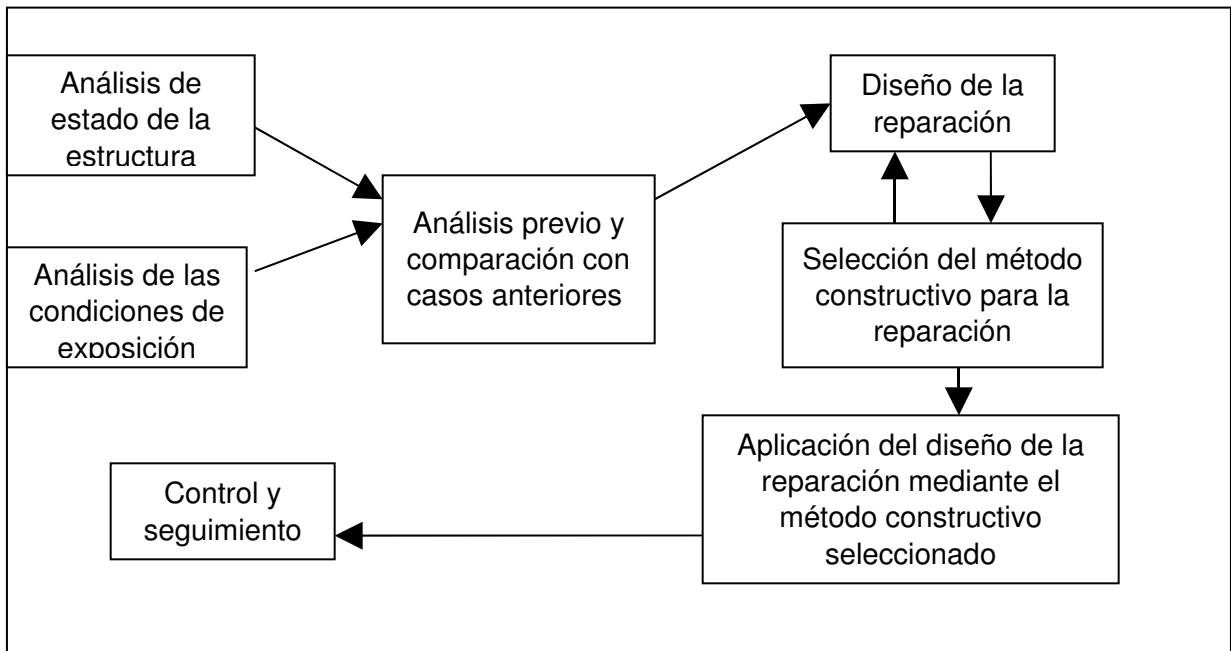 Análisis de
estado de la
estructura
Análisis de las
condiciones de
exposición
Análisis previo y
comparación con
casos anteriores
Diseño de la
reparación
Selección del método
constructivo para la
reparación
Aplicación del diseño de la
reparación mediante el
método constructivo
seleccionado
Control y
seguimiento